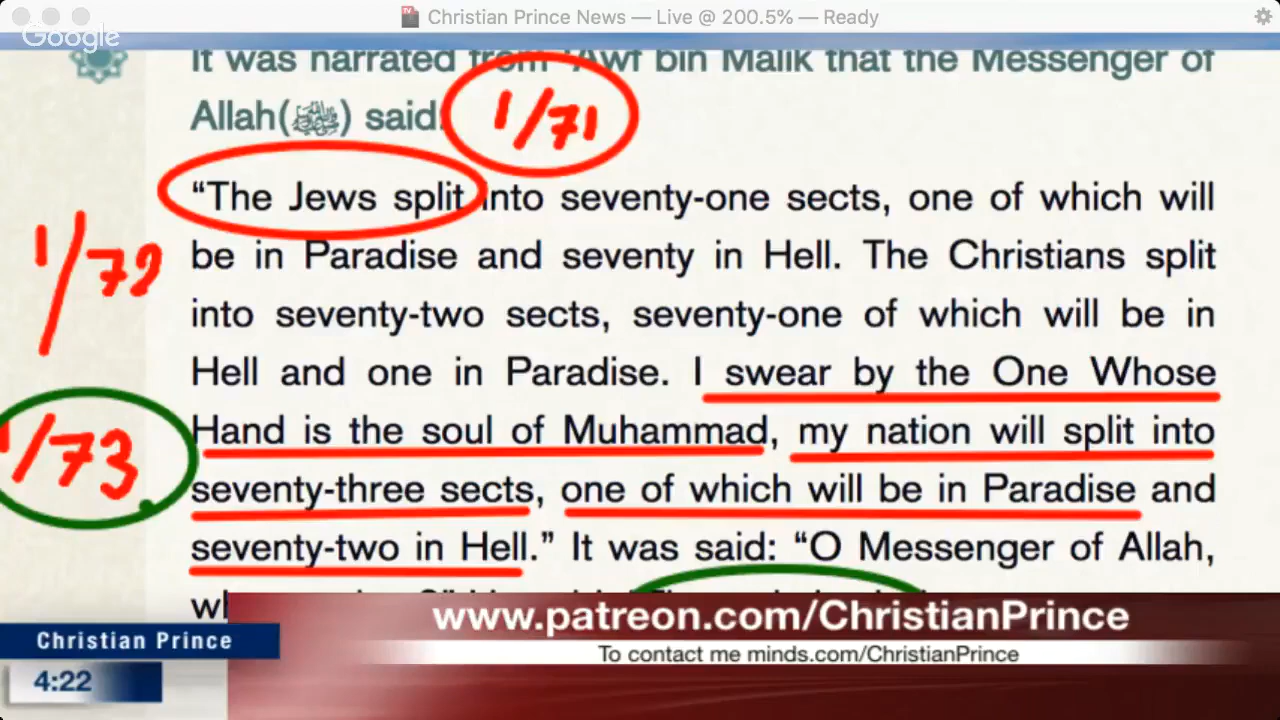 Christian Prince News — Live @ 200.5% — Ready
Google
It was narrated from 'Awf bin Malik that the Messenger of
Allah(ﷺ) said:
1/71
"The Jews split into seventy-one sects, one of which will
be in Paradise and seventy in Hell. The Christians split
1/72
into seventy-two sects, seventy-one of which will be in
Hell and one in Paradise. I swear by the One Whose
Hand is the soul of Muhammad, my nation will split into
1/73
seventy-three sects, one of which will be in Paradise and
seventy-two in Hell." It was said: "O Messenger of Allah,
www.patreon.com/ChristianPrince
Christian Prince
To contact me minds.com/ChristianPrince
4:22